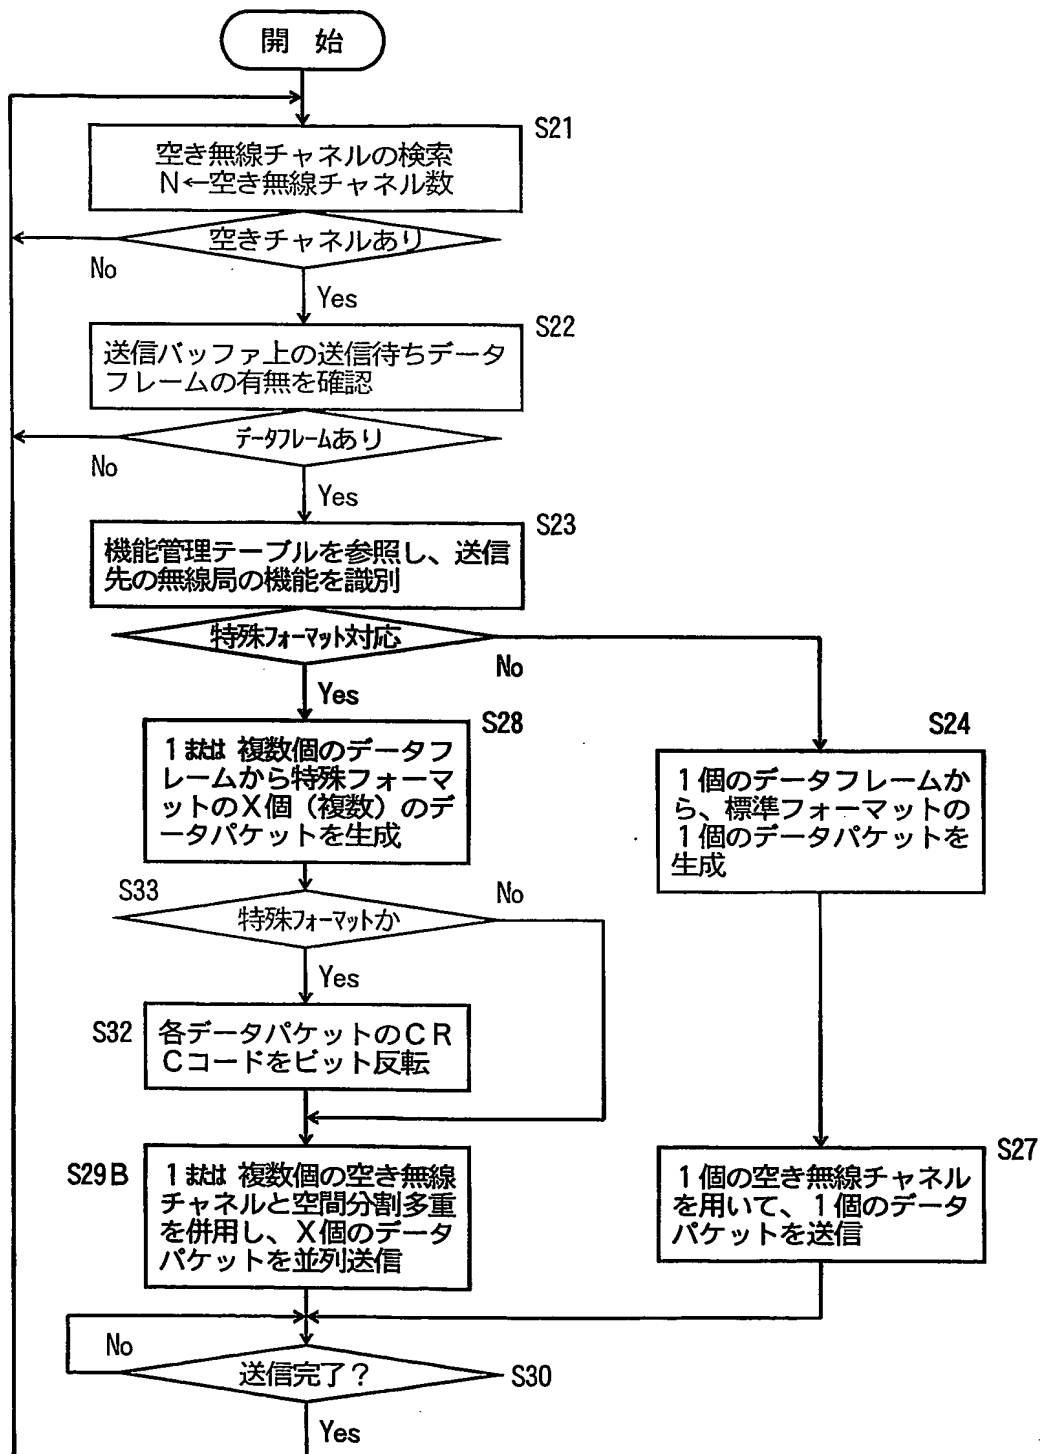 開 始
S21
空き無線チャネルの検索
N←空き無線チャネル数
空きチャネルあり
No
Yes
S22
送信バッファ上の送信待ちデータ
フレームの有無を確認
データフレームあり
No
Yes
S23
機能管理テーブルを参照し、送信
先の無線局の機能を識別
特殊フォーマット対応
No
Yes
S28
1または 複数個のデータフ
レームから特殊フォーマ
ットのX個（複数）のデ
ータパケットを生成
S24
1個のデータフレームか
ら、標準フォーマットの
1個のデータパケットを
生成
S33
特殊フォーマットか
No
Yes
S32
各データパケットのCR
Cコードをビット反転
S29B
1または 複数個の空き無線
チャネルと空間分割多重
を併用し、X個のデータ
パケットを並列送信
S27
1個の空き無線チャネル
を用いて、1個のデータ
パケットを送信
No
送信完了？
S30
Yes